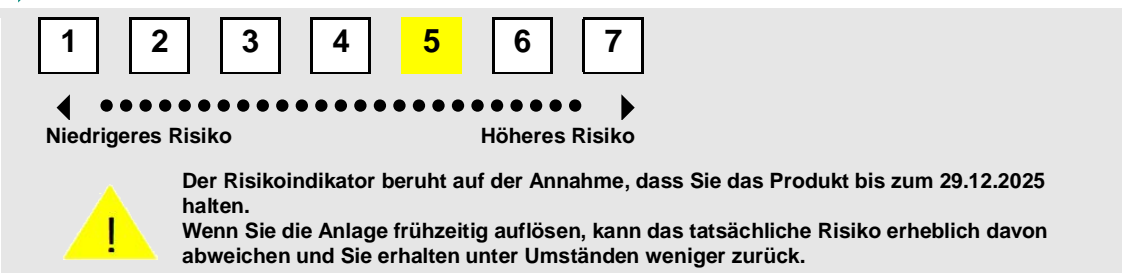 1 2 3 4 5 6 7
Niedrigeres Risiko Höheres Risiko
Der Risikoindikator beruht auf der Annahme, dass Sie das Produkt bis zum 29.12.2025
halten.
Wenn Sie die Anlage frühzeitig auflösen, kann das tatsächliche Risiko erheblich davon
! abweichen und Sie erhalten unter Umständen weniger zurück.